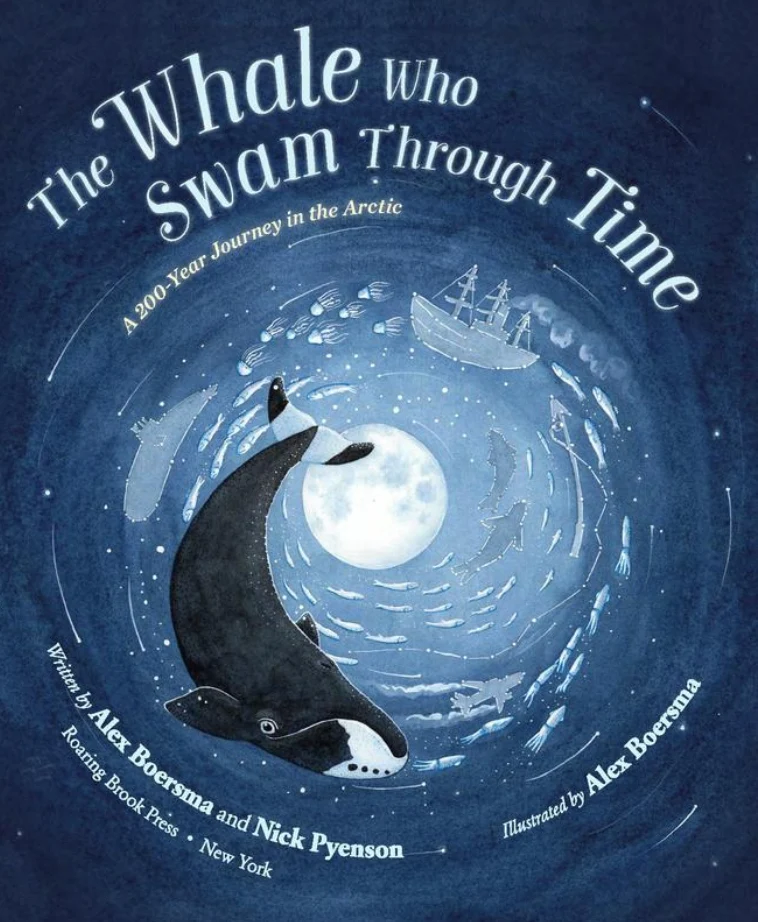 The Whale Who
Swam Through Time
A 200-Year Journey in the Arctic
Written by Alex Boersma and Nick Pyenson
Roaring Brook Press • New York
Illustrated by Alex Boersma